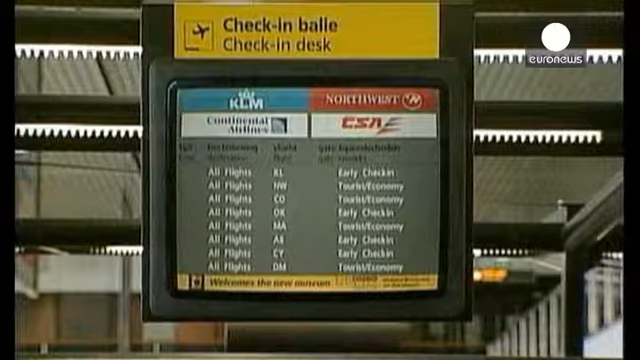 Check-in balie
Check-in desk
euronews
KLM
NORTHWEST
Continental Airlines
CSA
All Flights KL Early Checkin
All Flights NW Tourist/Economy
All Flights CO Tourist/Economy
All Flights OK Early Checkin
All Flights MA Tourist/Economy
All Flights Early Checkin
All Flights CY Early Checkin
All Flights DM Tourist/Economy
Welcomes the new museum